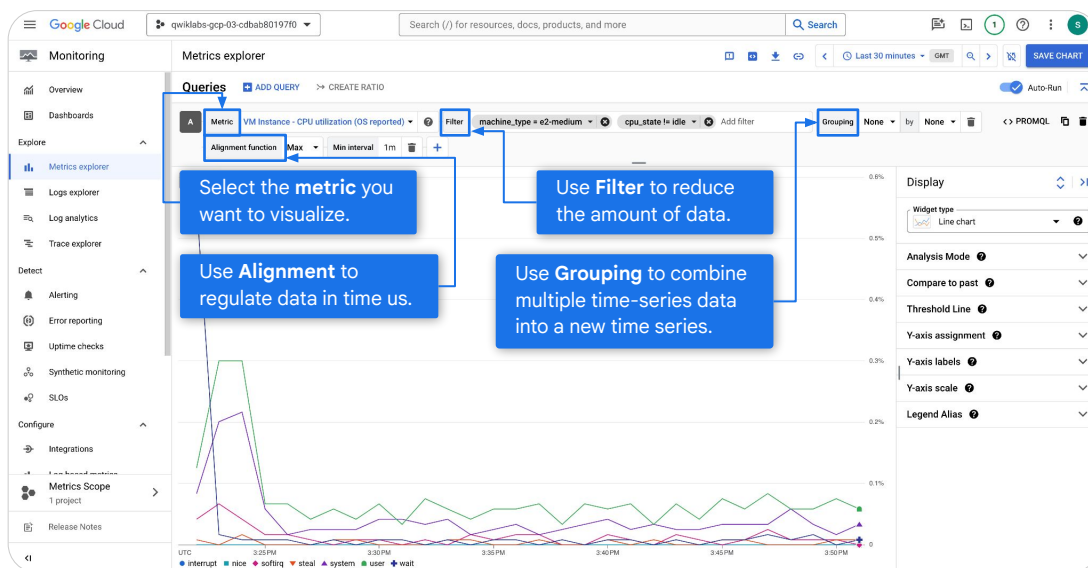 Google Cloud
qwiklabs-gcp-03-cdbab80197f0
Search (/) for resources, docs, products, and more
Search
1
S
Monitoring
Metrics explorer
Last 30 minutes
GMT
SAVE CHART
Overview
Dashboards
Explore
Metrics explorer
Logs explorer
Log analytics
Trace explorer
Detect
Alerting
Error reporting
Uptime checks
Synthetic monitoring
SLOs
Configure
Integrations
Log based metrics
Metrics Scope
1 project
Release Notes
Queries
ADD QUERY
CREATE RATIO
Auto-Run
A
Metric
VM Instance - CPU utilization (OS reported)
Filter
machine_type = e2-medium
cpu_state != idle
Add filter
Grouping
None
by
None
<> PROMQL
Alignment function
Max
Min interval
1m
Select the metric you
want to visualize.
Use Filter to reduce
the amount of data.
Use Alignment to
regulate data in time us.
Use Grouping to combine
multiple time-series data
into a new time series.
0.6%
0.5%
0.4%
0.3%
0.2%
0.1%
0
UTC
3:25 PM
3:30 PM
3:35 PM
3:40 PM
3:45 PM
3:50 PM
interrupt
nice
softirq
steal
system
user
wait
Display
Widget type
Line chart
Analysis Mode
Compare to past
Threshold Line
Y-axis assignment
Y-axis labels
Y-axis scale
Legend Alias